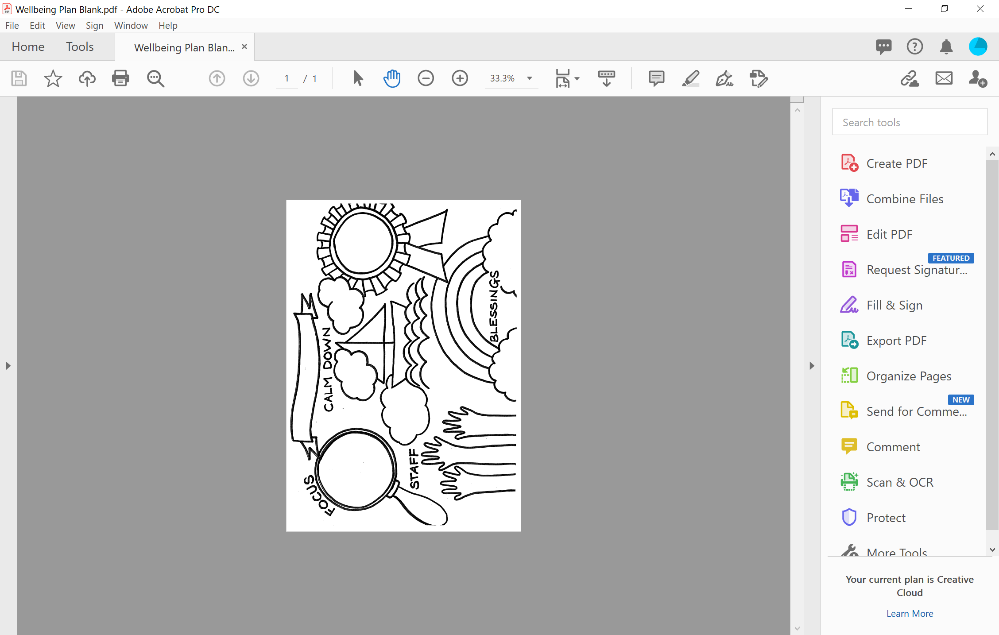 Wellbeing Plan Blank.pdf - Adobe Acrobat Pro DC
File Edit View Sign Window Help
Home Tools Wellbeing Plan Blan... ×
1 / 1 33.3%
BLESSINGS
CALM DOWN
STAFF
FOCUS
Search tools
Create PDF
Combine Files
Edit PDF
FEATURED
Request Signatur...
Fill & Sign
Export PDF
Organize Pages
NEW
Send for Comme...
Comment
Scan & OCR
Protect
More Tools
Your current plan is Creative
Cloud
Learn More